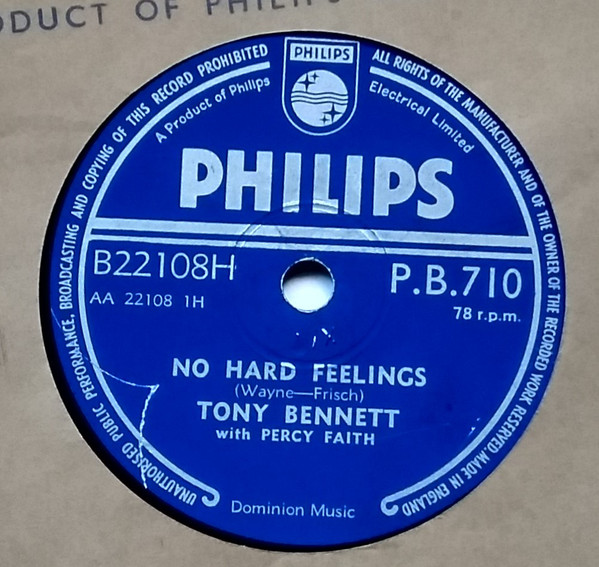 ODUCT OF PHILIPS
UNAUTHORISED PUBLIC PERFORMANCE, BROADCASTING AND COPYING OF THIS RECORD PROHIBITED
ALL RIGHTS OF THE MANUFACTURER AND OF THE OWNER OF THE RECORDED WORK RESERVED. MADE IN ENGLAND
PHILIPS
A Product of Philips Electrical Limited
PHILIPS
B22108H
P.B.710
AA 22108 1H
78 r.p.m.
NO HARD FEELINGS
(Wayne—Frisch)
TONY BENNETT
with PERCY FAITH
Dominion Music